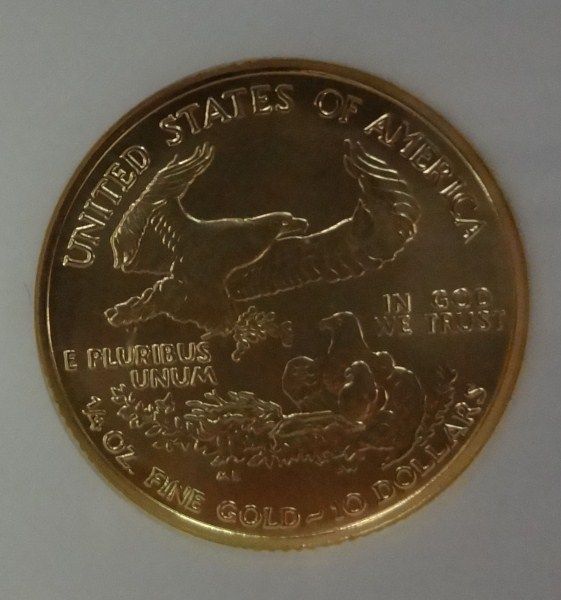 UNITED STATES OF AMERICA
IN GOD
WE TRUST
E PLURIBUS
UNUM
1/4 OZ. FINE GOLD~10 DOLLARS